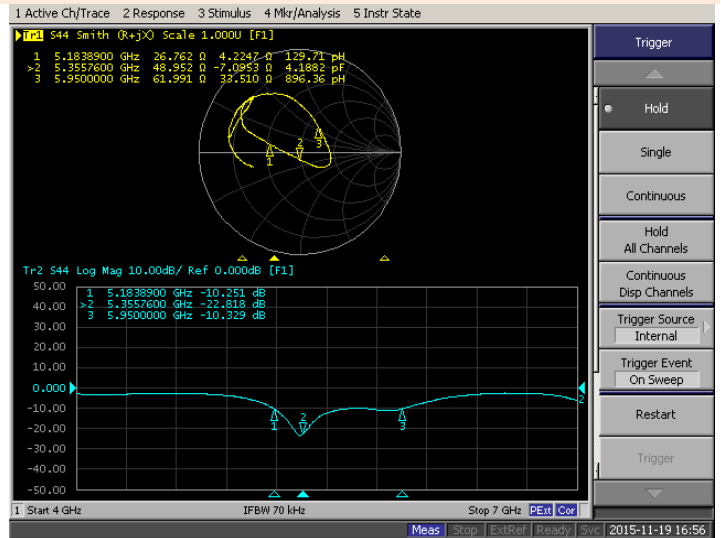 1 Active Ch/Trace 2 Response 3 Stimulus 4 Mkr/Analysis 5 Instr State
Tr1 S44 Smith (R+jX) Scale 1.000U [F1]
1 5.1838900 GHz 26.762 Ω 4.2247 Ω 129.71 pH
>2 5.3557600 GHz 48.952 Ω -7.0953 Ω 4.1882 pF
3 5.9500000 GHz 61.991 Ω 33.510 Ω 896.36 pH
1
2
3
Tr2 S44 Log Mag 10.00dB/ Ref 0.000dB [F1]
1 5.1838900 GHz -10.251 dB
>2 5.3557600 GHz -22.818 dB
3 5.9500000 GHz -10.329 dB
50.00
40.00
30.00
20.00
10.00
0.000
-10.00
-20.00
-30.00
-40.00
-50.00
1
2
3
2
1 Start 4 GHz IFBW 70 kHz Stop 7 GHz PExt Cor
Meas Stop ExtRef Ready Svc 2015-11-19 16:56
Trigger
Hold
Single
Continuous
Hold
All Channels
Continuous
Disp Channels
Trigger Source
Internal
Trigger Event
On Sweep
Restart
Trigger